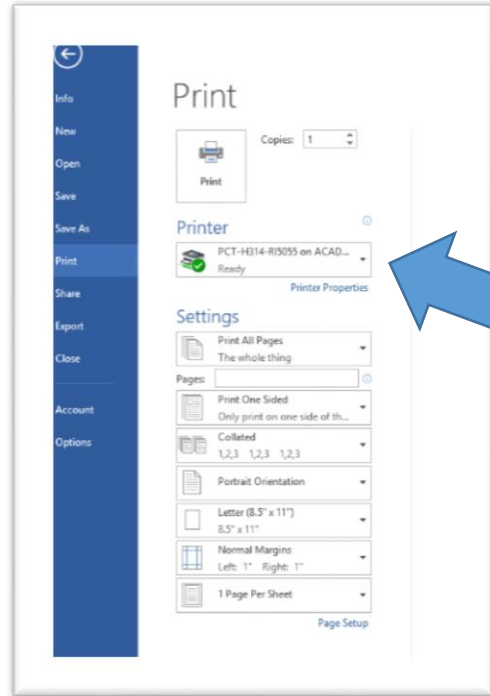 Info
New
Open
Save
Save As
Print
Share
Export
Close
Account
Options
Print
Copies: 1
Print
Printer
PCT-H314-RI5055 on ACAD...
Ready
Printer Properties
Settings
Print All Pages
The whole thing
Pages:
Print One Sided
Only print on one side of th...
Collated
1,2,3 1,2,3 1,2,3
Portrait Orientation
Letter (8.5" x 11")
8.5" x 11"
Normal Margins
Left: 1" Right: 1"
1 Page Per Sheet
Page Setup